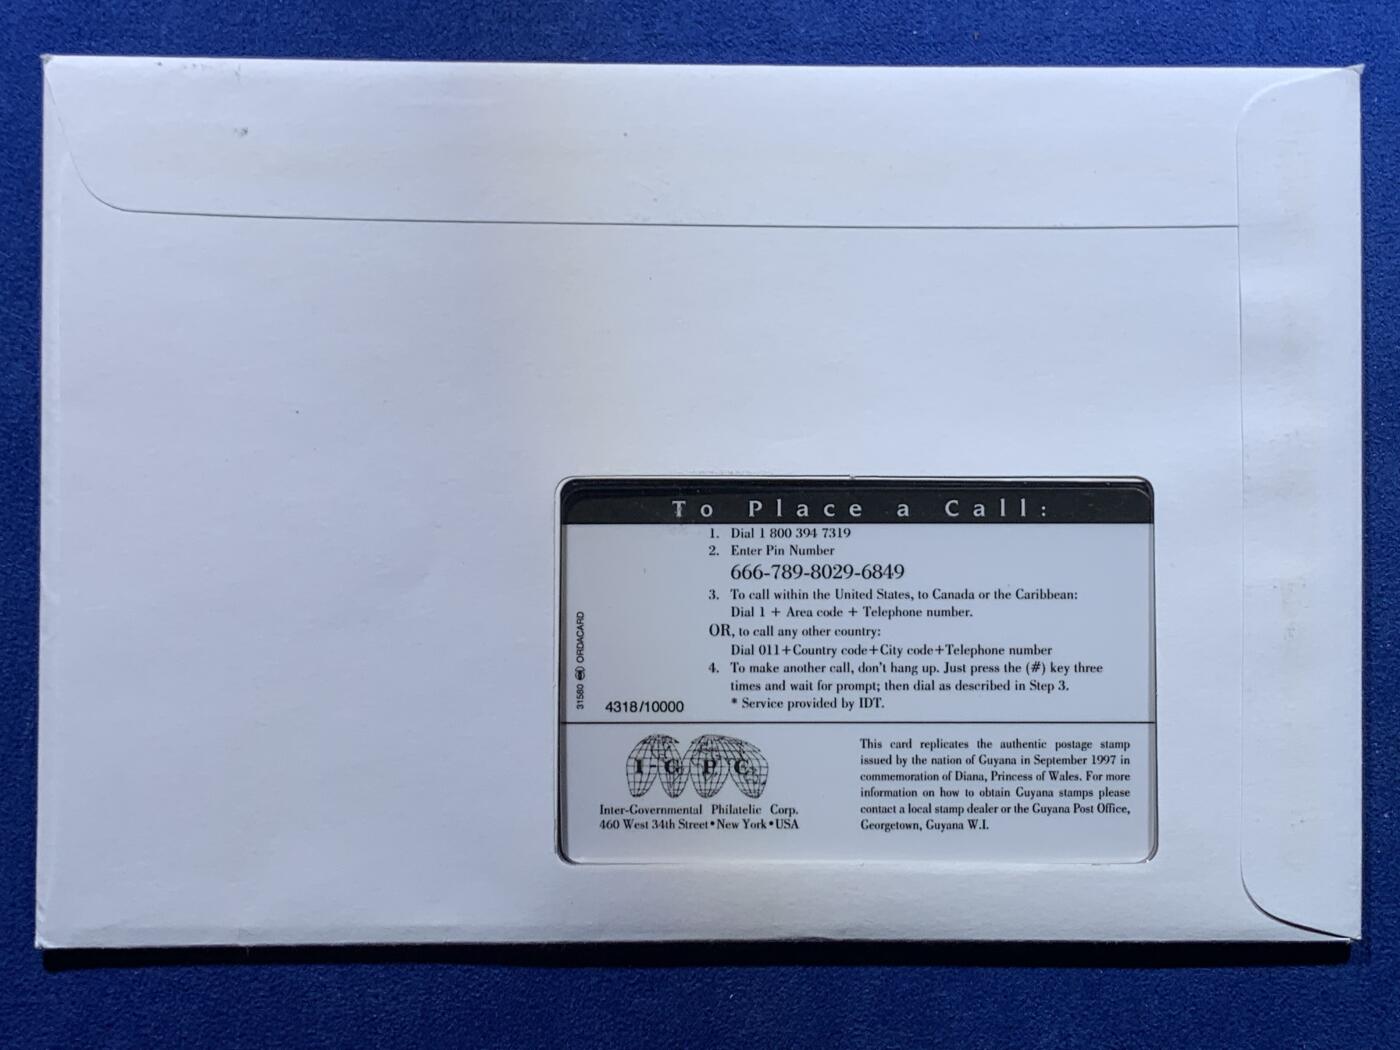 To Place a Call:
1. Dial 1 800 394 7319
2. Enter Pin Number
666-789-8029-6849
3. To call within the United States, to Canada or the Caribbean:
Dial 1 + Area code + Telephone number.
OR, to call any other country:
Dial 011+Country code+City code+Telephone number
4. To make another call, don't hang up. Just press the (#) key three
times and wait for prompt; then dial as described in Step 3.
* Service provided by IDT.
31580 ORDACARD
4318/10000
I-G P C
Inter-Governmental Philatelic Corp.
460 West 34th Street•New York•USA
This card replicates the authentic postage stamp
issued by the nation of Guyana in September 1997 in
commemoration of Diana, Princess of Wales. For more
information on how to obtain Guyana stamps please
contact a local stamp dealer or the Guyana Post Office,
Georgetown, Guyana W.I.